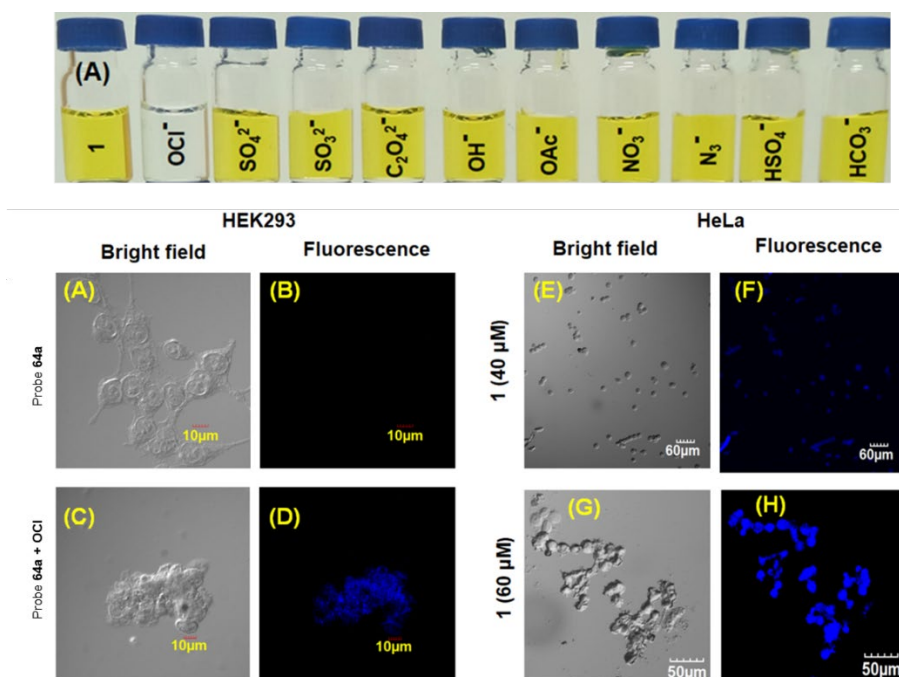 (A)
1
OCl⁻
SO₄²⁻
SO₃²⁻
C₂O₄²⁻
OH⁻
OAc⁻
NO₃⁻
N₃⁻
HSO₄⁻
HCO₃⁻
HEK293
HeLa
Bright field
Fluorescence
Bright field
Fluorescence
Probe 64a
(A)
10μm
(B)
10μm
1 (40 μM)
(E)
60μm
(F)
60μm
Probe 64a + OCl
(C)
10μm
(D)
10μm
1 (60 μM)
(G)
50μm
(H)
50μm